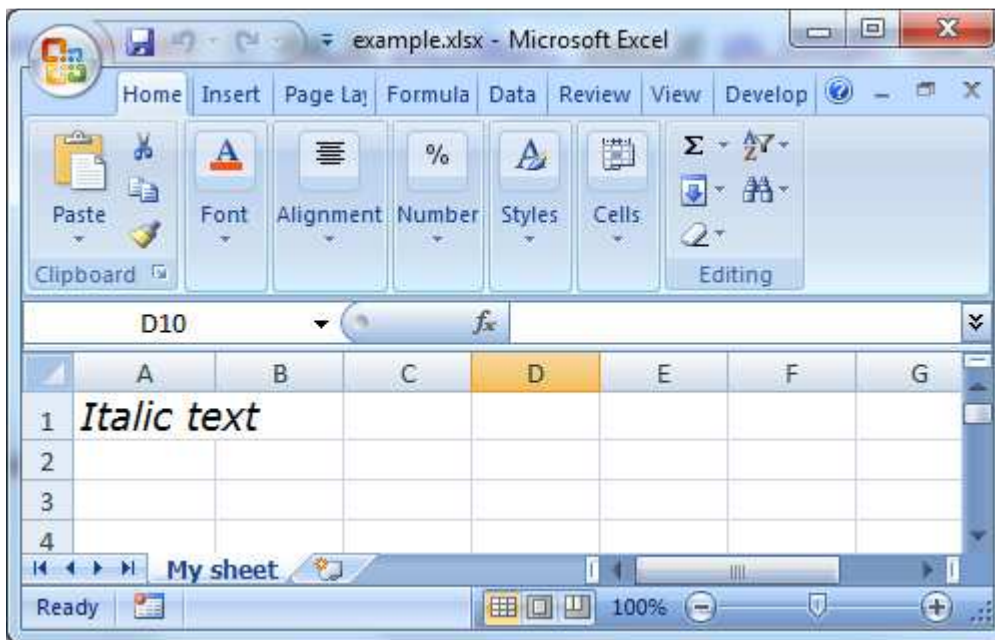 example.xlsx - Microsoft Excel
Home Insert Page Lay Formula Data Review View Develop
Paste Font Alignment Number Styles Cells
Clipboard Editing
D10 fx
A B C D E F G
1 Italic text
2
3
4
My sheet
Ready 100%